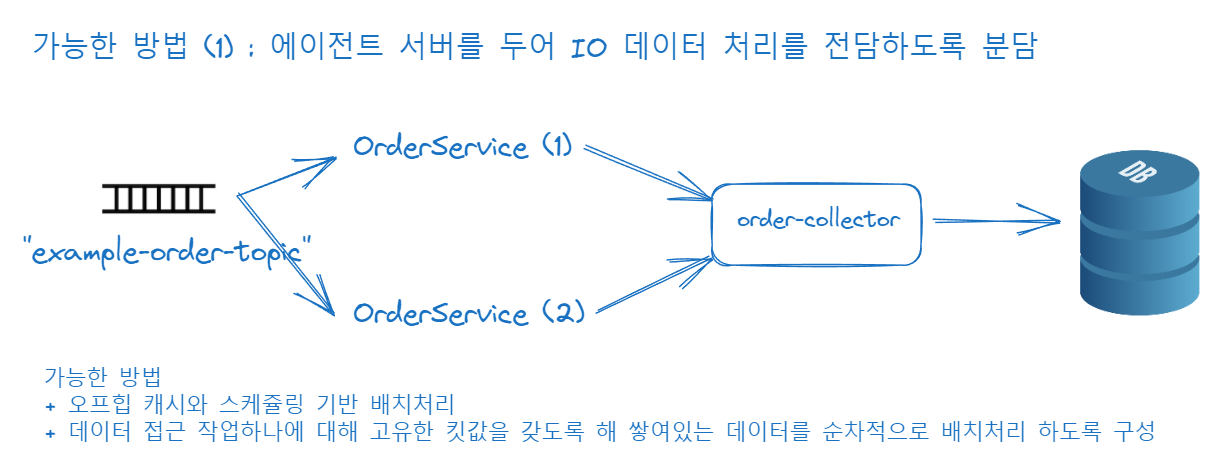 가능한 방법 (1) : 에이전트 서버를 두어 IO 데이터 처리를 전담하도록 분담
OrderService (1)
DB
order-collector
"example-order-topic"
OrderService (2)
가능한 방법
+ 오프힙 캐시와 스케쥴링 기반 배치처리
+ 데이터 접근 작업하나에 대해 고유한 킷값을 갖도록 해 쌓여있는 데이터를 순차적으로 배치처리 하도록 구성